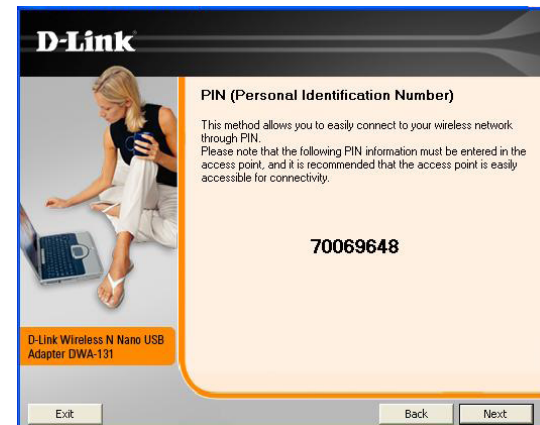 D-Link
PIN (Personal Identification Number)
This method allows you to easily connect to your wireless network
through PIN.
Please note that the following PIN information must be entered in the
access point, and it is recommended that the access point is easily
accessible for connectivity.
70069648
D-Link Wireless N Nano USB
Adapter DWA-131
Exit
Back
Next